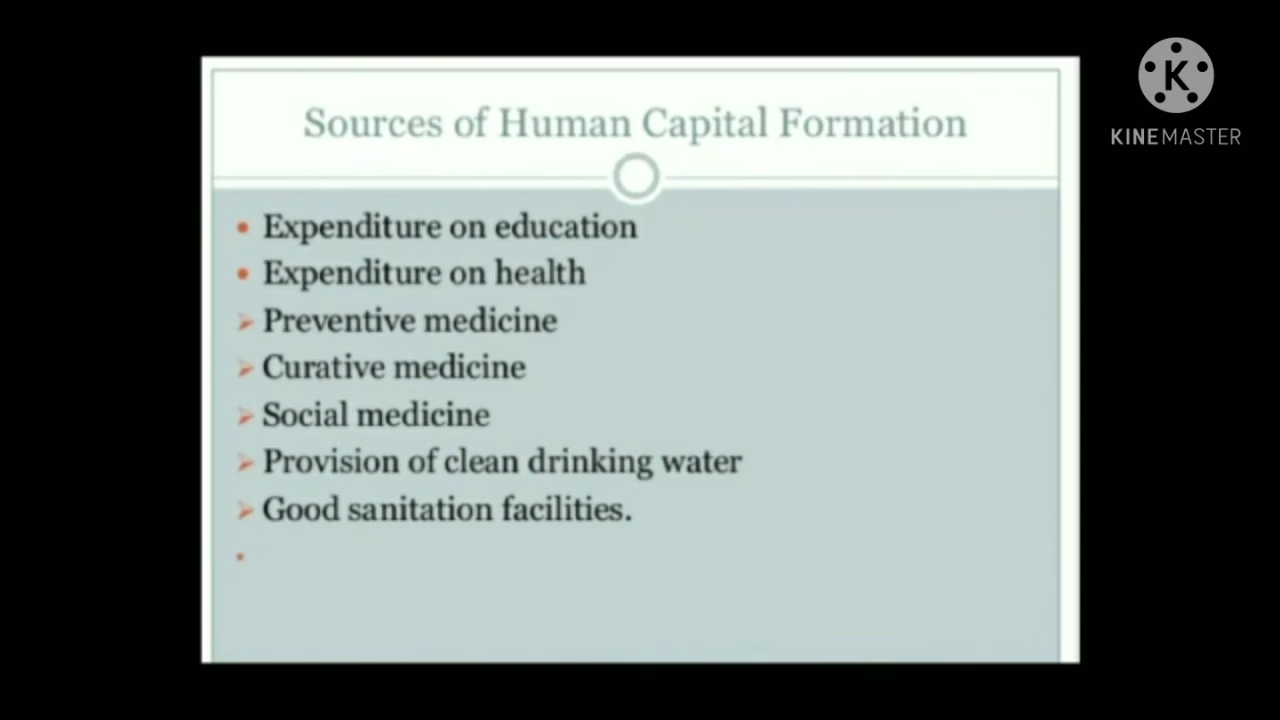 Sources of Human Capital Formation
KINEMASTER
Expenditure on education
Expenditure on health
Preventive medicine
Curative medicine
Social medicine
Provision of clean drinking water
Good sanitation facilities.